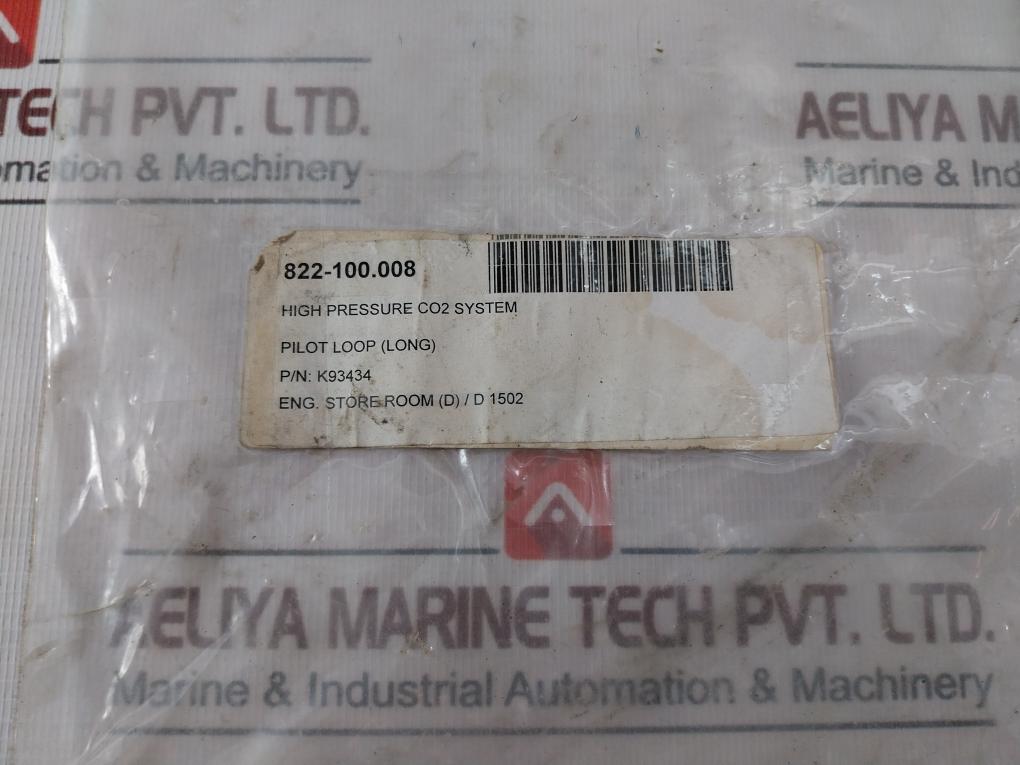 TECH PVT. LTD.
Automation & Machinery
AELIYA M
Marine & Ind
822-100.008
HIGH PRESSURE CO2 SYSTEM
PILOT LOOP (LONG)
P/N: K93434
ENG. STORE ROOM (D) / D 1502
AELIYA MARINE TECH PVT. LTD.
Marine & Industrial Automation & Machinery